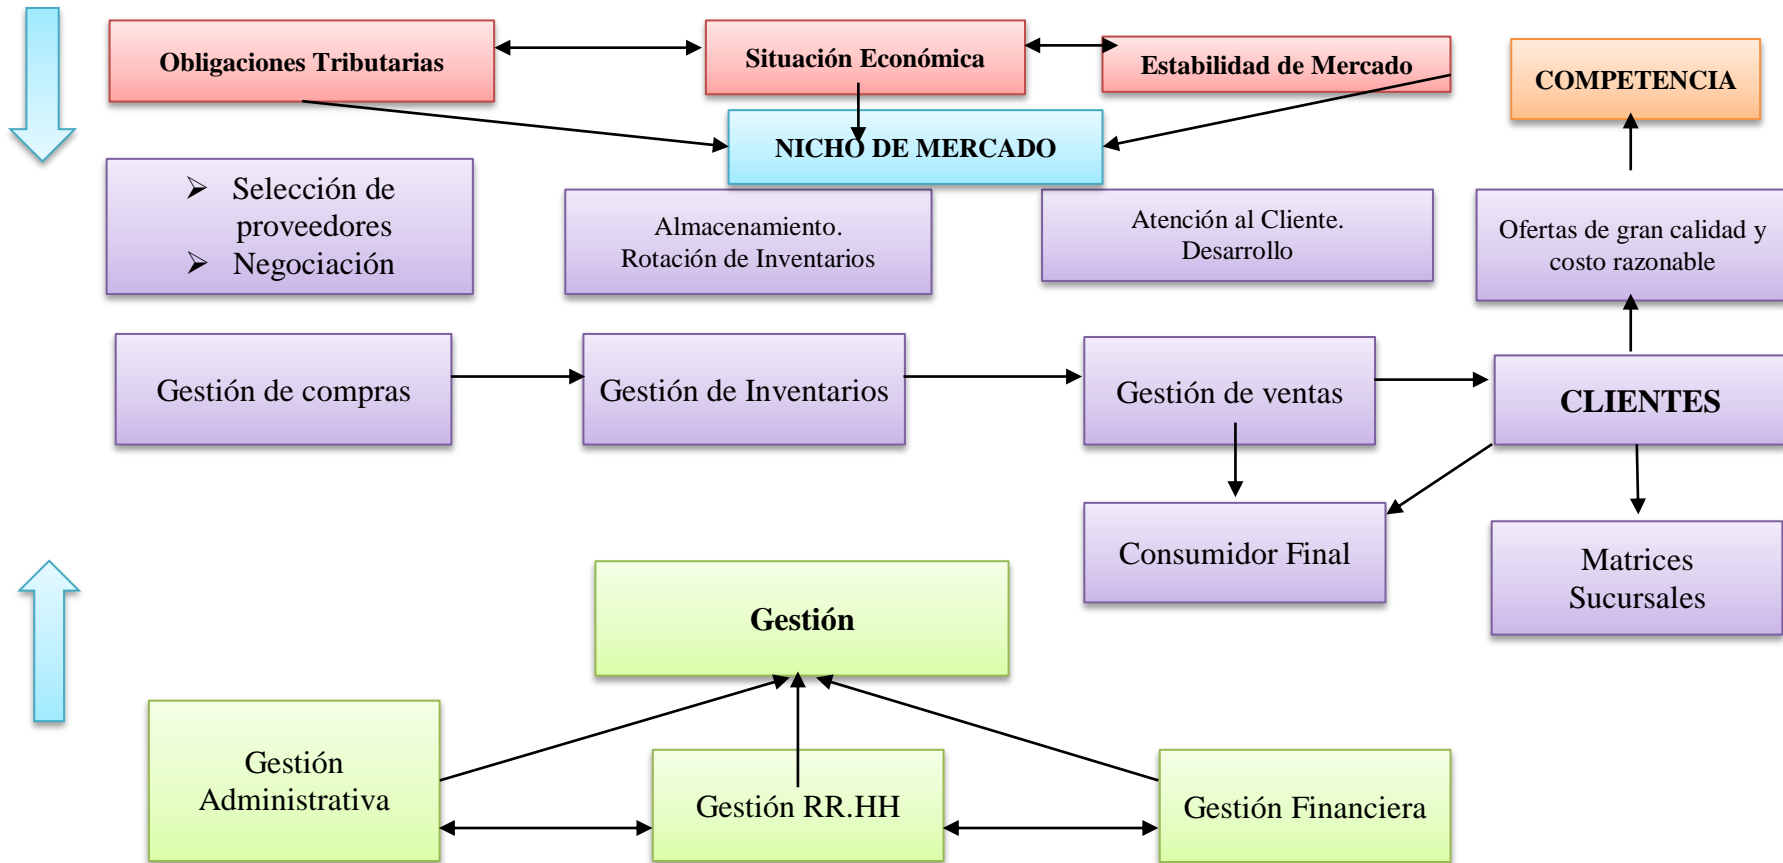 Obligaciones Tributarias
Situación Económica
Estabilidad de Mercado
COMPETENCIA
NICHO DE MERCADO
➢ Selección de
proveedores
➢ Negociación
Almacenamiento.
Rotación de Inventarios
Atención al Cliente.
Desarrollo
Ofertas de gran calidad y
costo razonable
Gestión de compras
Gestión de Inventarios
Gestión de ventas
CLIENTES
Consumidor Final
Matrices
Sucursales
Gestión
Gestión
Administrativa
Gestión RR.HH
Gestión Financiera